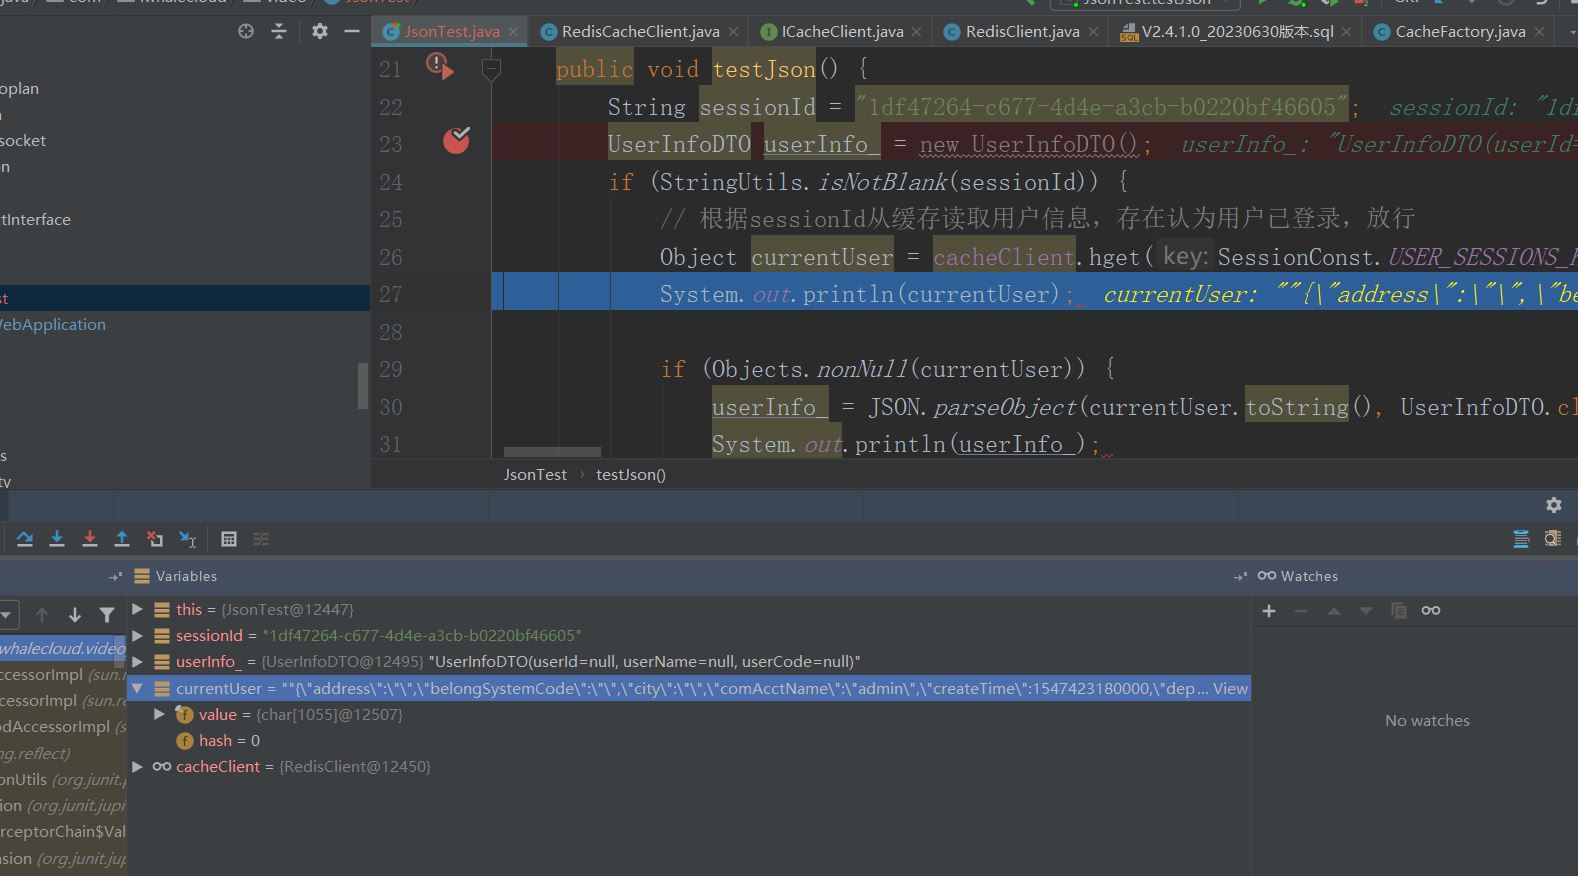 JsonTest.java
RedisCacheClient.java
ICacheClient.java
RedisClient.java
V2.4.1.0_20230630版本.sql
CacheFactory.java
oplan
socket
on
tInterface
st
WebApplication
s
ty
21 public void testJson() {
22 String sessionId = "1df47264-c677-4d4e-a3cb-b0220bf46605"; sessionId: "1d
23 UserInfoDTO userInfo_ = new UserInfoDTO(); userInfo_: "UserInfoDTO(userId=
24 if (StringUtils.isNotBlank(sessionId)) {
25 // 根据sessionId从缓存读取用户信息，存在认为用户已登录，放行
26 Object currentUser = cacheClient.hget( key: SessionConst.USER_SESSIONS_
27 System.out.println(currentUser); currentUser: ""{\"address\":\"\",\"be
28
29 if (Objects.nonNull(currentUser)) {
30 userInfo_ = JSON.parseObject(currentUser.toString(), UserInfoDTO.cl
31 System.out.println(userInfo_);
JsonTest › testJson()
Variables
Watches
this = {JsonTest@12447}
sessionId = "1df47264-c677-4d4e-a3cb-b0220bf46605"
userInfo_ = {UserInfoDTO@12495} "UserInfoDTO(userId=null, userName=null, userCode=null)"
currentUser = ""{\"address\":\"\",\"belongSystemCode\":\"\",\"city\":\"\",\"comAcctName\":\"admin\",\"createTime\":1547423180000,\"dep ... View
value = {char[1055]@12507}
hash = 0
cacheClient = {RedisClient@12450}
No watches
whalecloud.video
ccessorImpl (sun.
cessorImpl (sun.re
odAccessorImpl (s
ng.reflect)
onUtils (org.junit.
ion (org.junit.jupi
rceptorChain$Val
nsion (org.junit.jup